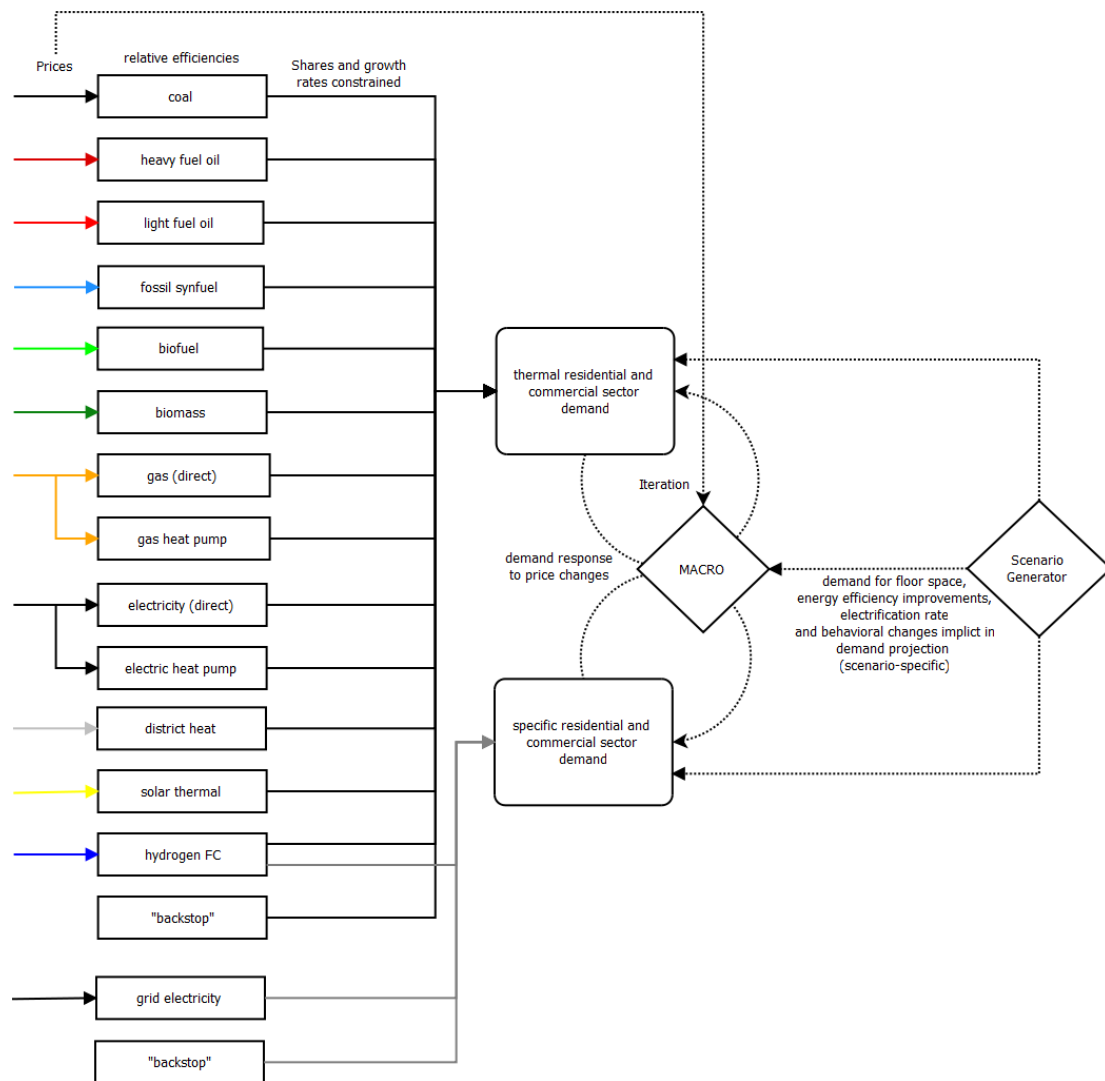 Prices
relative efficiencies
Shares and growth
rates constrained
coal
heavy fuel oil
light fuel oil
fossil synfuel
biofuel
biomass
gas (direct)
gas heat pump
electricity (direct)
electric heat pump
district heat
solar thermal
hydrogen FC
"backstop"
grid electricity
"backstop"
thermal residential and
commercial sector
demand
Iteration
demand response
to price changes
MACRO
specific residential and
commercial sector
demand
Scenario
Generator
demand for floor space,
energy efficiency improvements,
electrification rate
and behavioral changes implict in
demand projection
(scenario-specific)